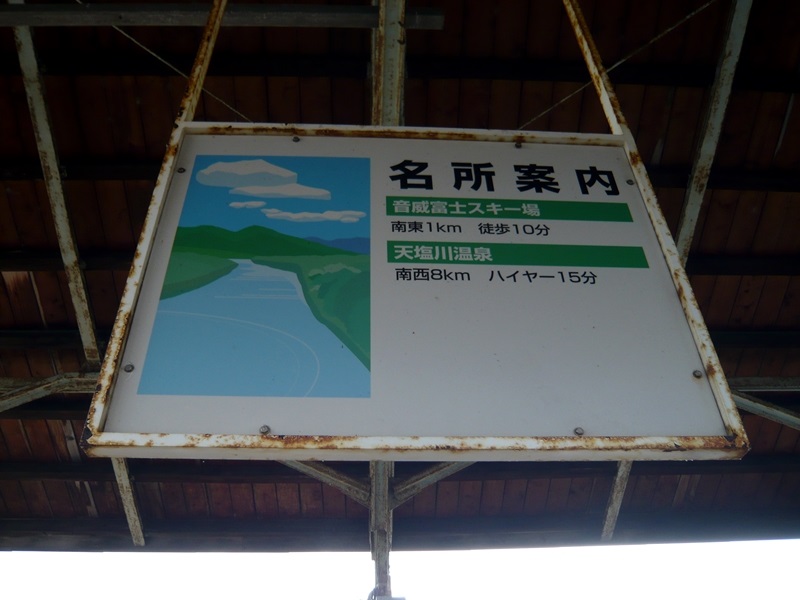 名所案内
音威富士スキー場
南東1km 徒歩10分
天塩川温泉
南西8km ハイヤー15分